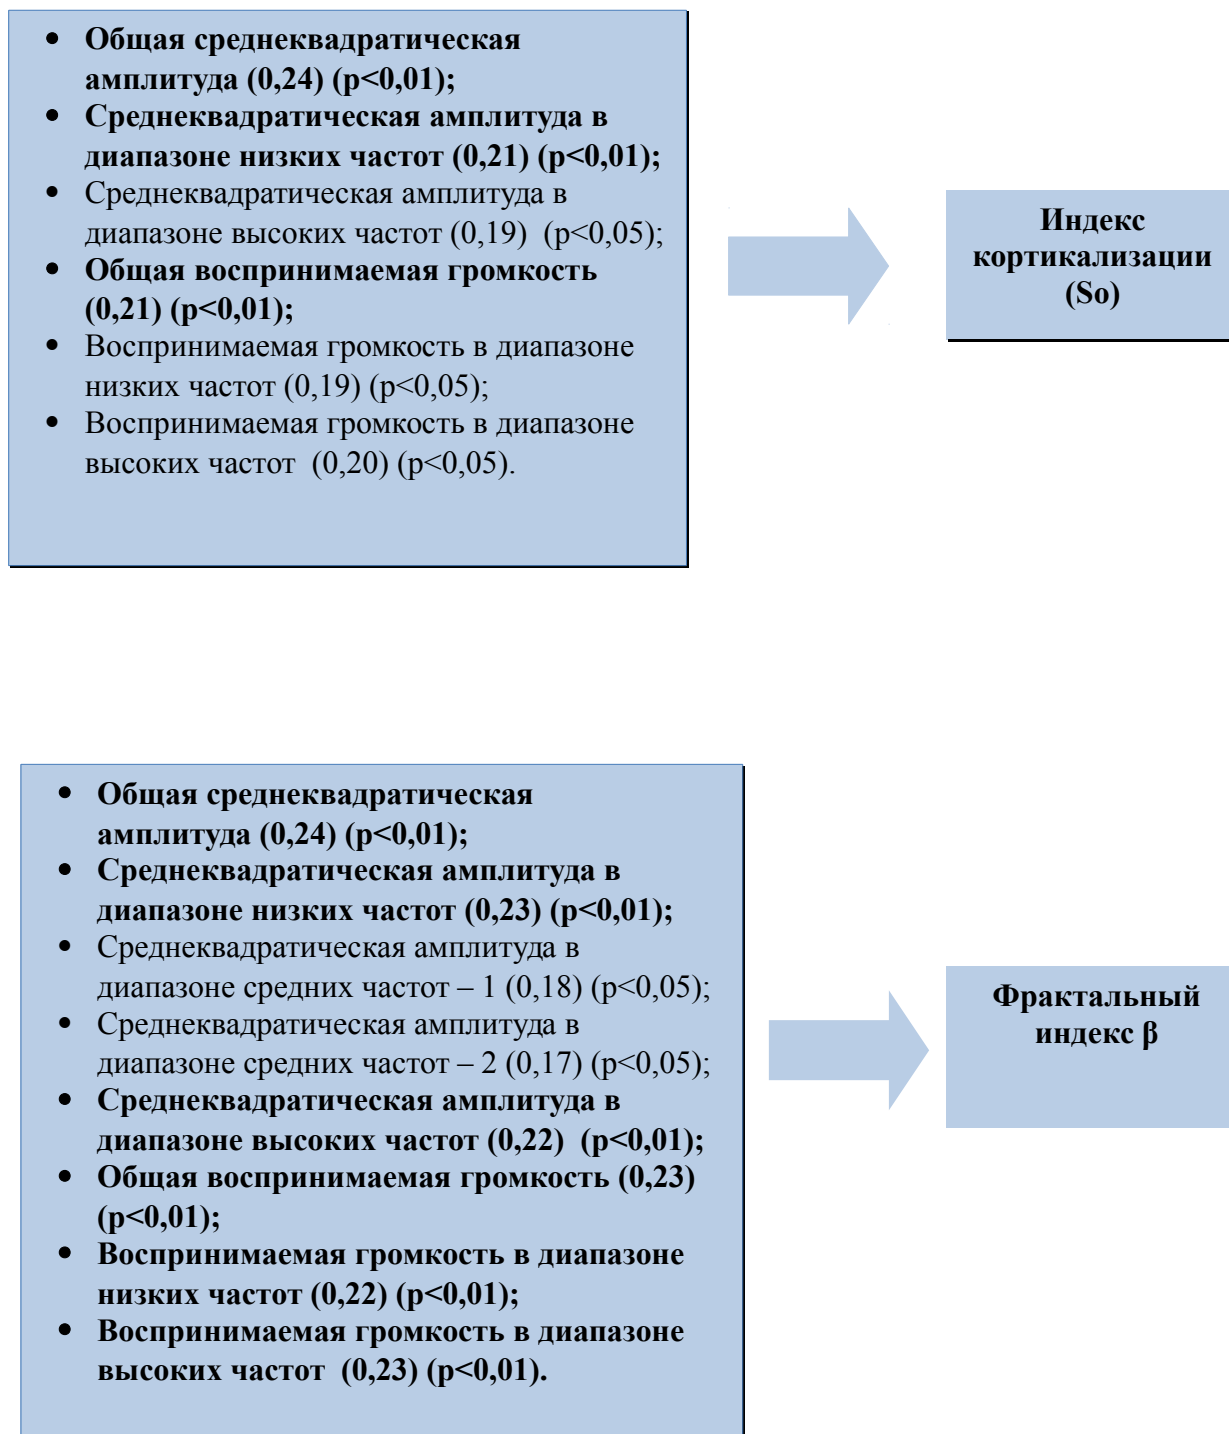 • Общая среднеквадратическая
амплитуда (0,24) (p<0,01);
• Среднеквадратическая амплитуда в
диапазоне низких частот (0,21) (p<0,01);
• Среднеквадратическая амплитуда в
диапазоне высоких частот (0,19)  (p<0,05);
• Общая воспринимаемая громкость
(0,21) (p<0,01);
• Воспринимаемая громкость в диапазоне
низких частот (0,19) (p<0,05);
• Воспринимаемая громкость в диапазоне
высоких частот  (0,20) (p<0,05).
Индекс
кортикализации
(So)
• Общая среднеквадратическая
амплитуда (0,24) (p<0,01);
• Среднеквадратическая амплитуда в
диапазоне низких частот (0,23) (p<0,01);
• Среднеквадратическая амплитуда в
диапазоне средних частот – 1 (0,18) (p<0,05);
• Среднеквадратическая амплитуда в
диапазоне средних частот – 2 (0,17) (p<0,05);
• Среднеквадратическая амплитуда в
диапазоне высоких частот (0,22)  (p<0,01);
• Общая воспринимаемая громкость (0,23)
(p<0,01);
• Воспринимаемая громкость в диапазоне
низких частот (0,22) (p<0,01);
• Воспринимаемая громкость в диапазоне
высоких частот  (0,23) (p<0,01).
Фрактальный
индекс β